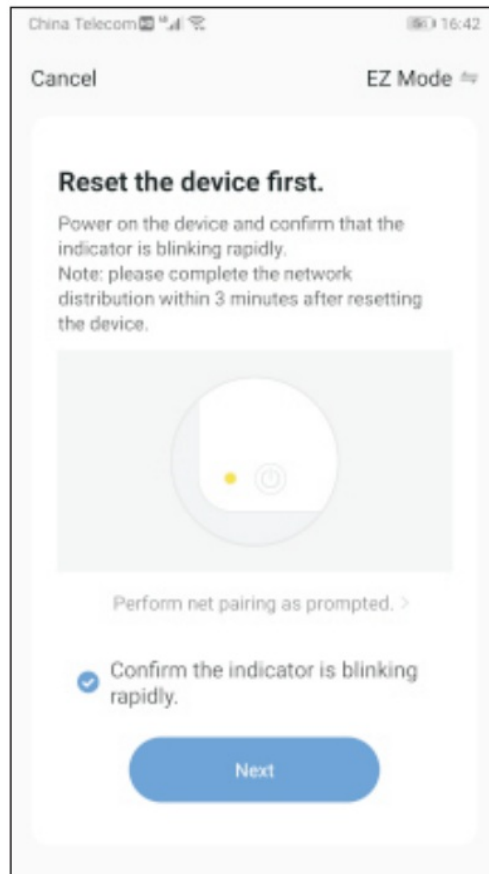 China Telecom 16:42
Cancel EZ Mode
Reset the device first.
Power on the device and confirm that the
indicator is blinking rapidly.
Note: please complete the network
distribution within 3 minutes after resetting
the device.
Perform net pairing as prompted. >
Confirm the indicator is blinking
rapidly.
Next